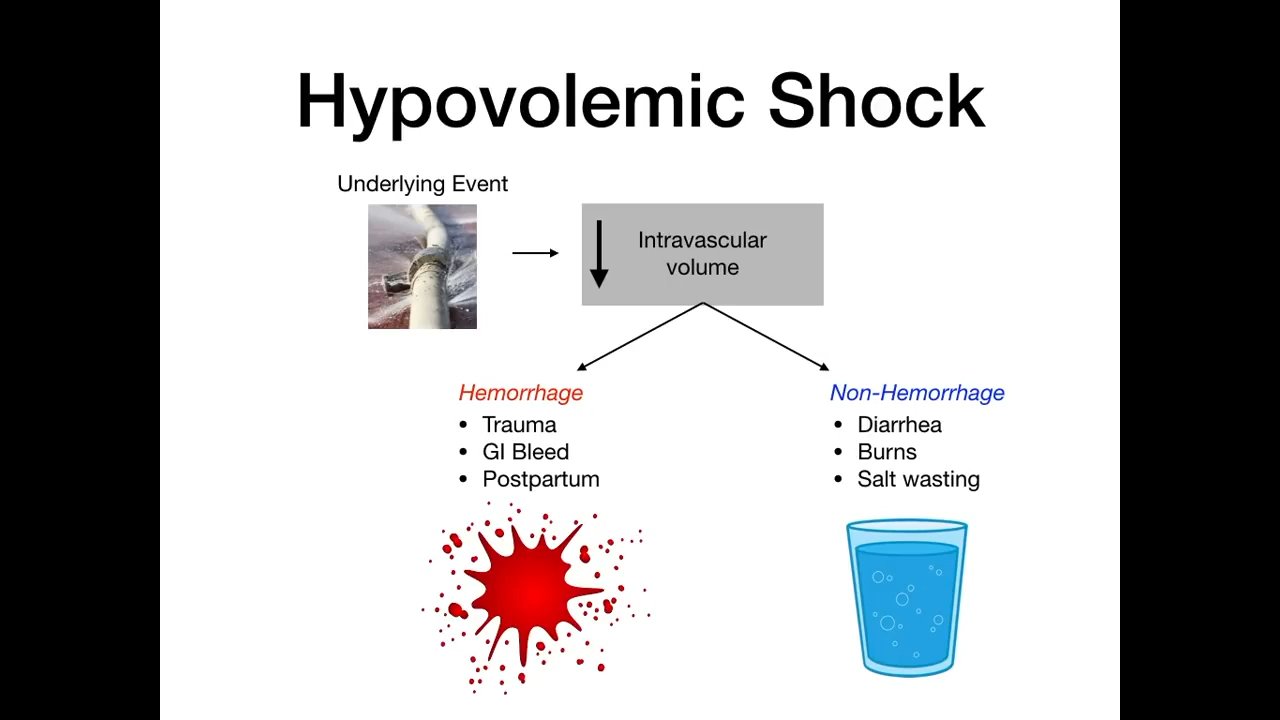 Hypovolemic Shock
Underlying Event
Intravascular
volume
Hemorrhage
• Trauma
• GI Bleed
• Postpartum
Non-Hemorrhage
• Diarrhea
• Burns
• Salt wasting